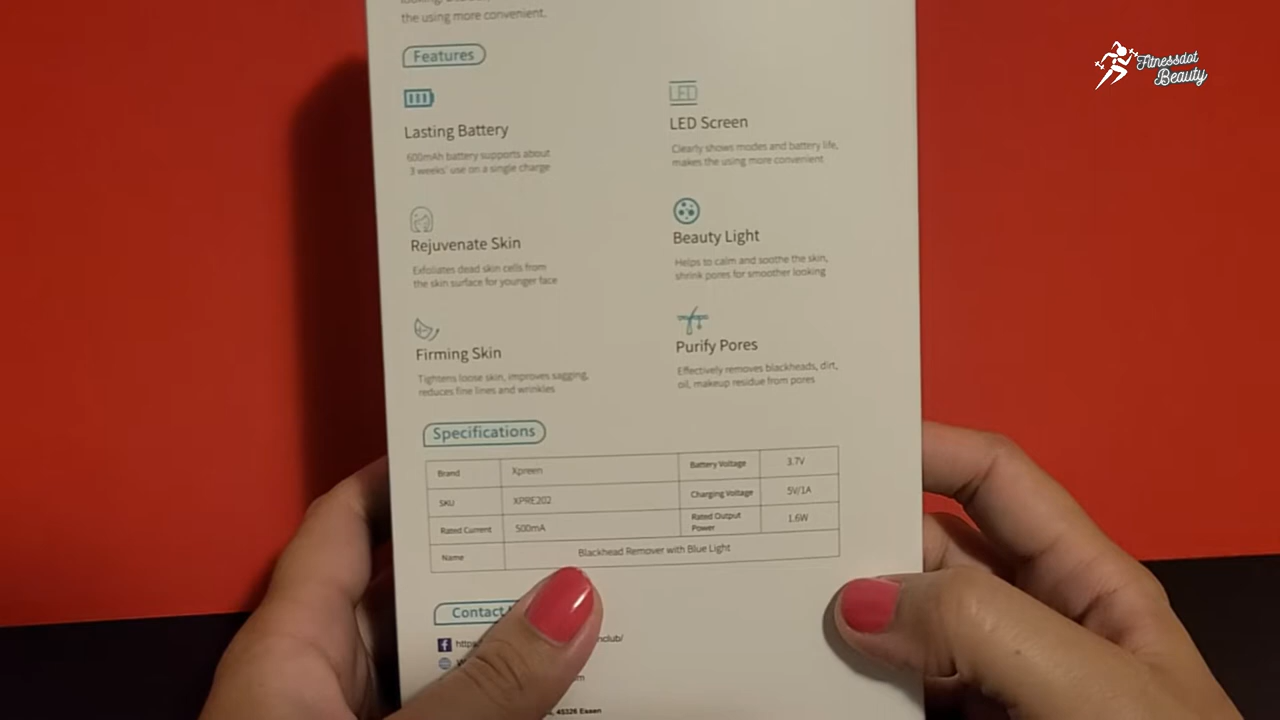 the using more convenient.
Features
Lasting Battery
600mAh battery supports about
3 weeks' use on a single charge
LED
LED Screen
Clearly shows modes and battery life,
makes the using more convenient
Rejuvenate Skin
Exfoliates dead skin cells from
the skin surface for younger face
Beauty Light
Helps to calm and soothe the skin,
shrink pores for smoother looking
Firming Skin
Tightens loose skin, improves sagging,
reduces fine lines and wrinkles
Purify Pores
Effectively removes blackheads, dirt,
oil, makeup residue from pores
Specifications
Brand Xpreen Battery Voltage 3.7V
SKU XPRE202 Charging Voltage 5V/1A
Rated Current 500mA Rated Output Power 1.6W
Name Blackhead Remover with Blue Light
Contact
45326 Essen
Fitnessdot
Beauty